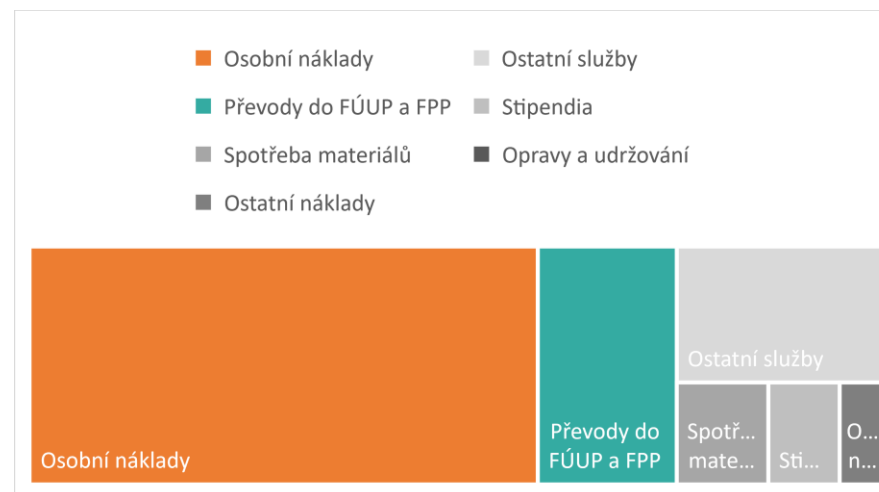 Osobní náklady
Ostatní služby
Převody do FÚUP a FPP
Stipendia
Spotřeba materiálů
Opravy a udržování
Ostatní náklady
Osobní náklady
Převody do
FÚUP a FPP
Ostatní služby
Spotř...
mate...
Sti...
O...
n...